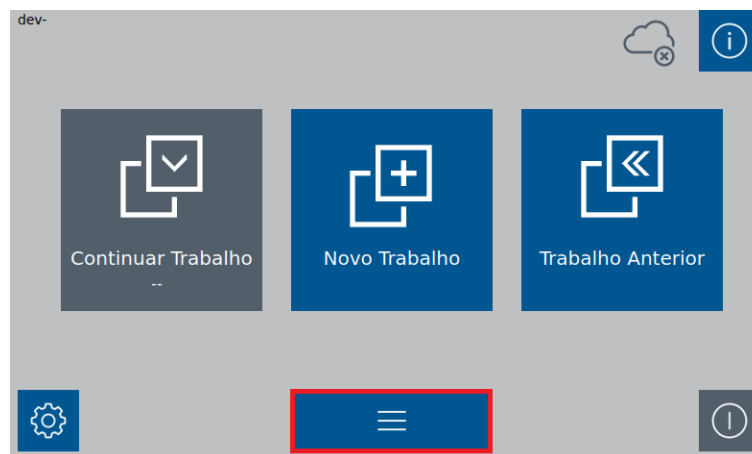 dev-
Continuar Trabalho
--
Novo Trabalho
Trabalho Anterior